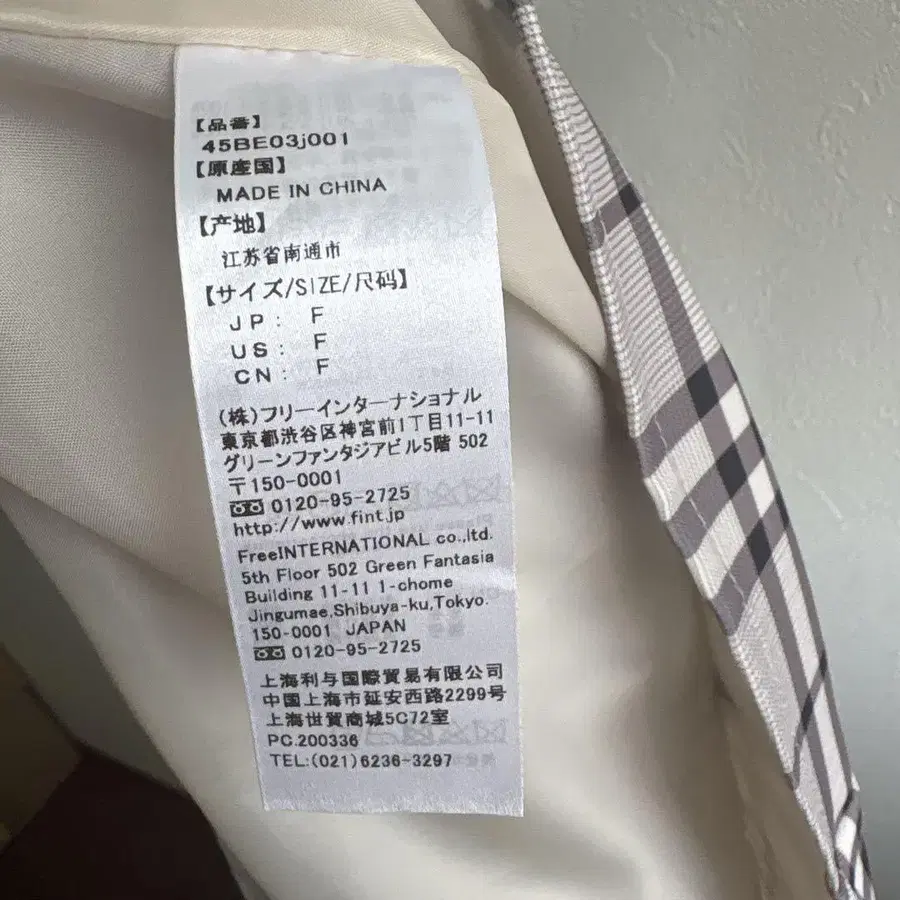 【品番】
45BE03j001
【原産国】
MADE IN CHINA
【产地】
江苏省南通市
【サイズ/SIZE/尺码】
JP: F
US: F
CN: F
(株)フリーインターナショナル
東京都渋谷区神宮前1丁目11-11
グリーンファンタジアビル5階 502
〒150-0001
0120-95-2725
http://www.fint.jp
FreeINTERNATIONAL co.,ltd.
5th Floor 502 Green Fantasia
Building 11-11 1-chome
Jingumae,Shibuya-ku,Tokyo.
150-0001 JAPAN
0120-95-2725
上海利与国際貿易有限公司
中国上海市延安西路2299号
上海世貿商城5C72室
PC.200336
TEL:(021)6236-3297